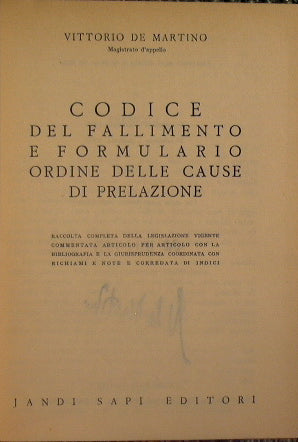 VITTORIO DE MARTINO
Magistrato d'appello
CODICE
DEL FALLIMENTO
E FORMULARIO
ORDINE DELLE CAUSE
DI PRELAZIONE
RACCOLTA COMPLETA DELLA LEGISLAZIONE VIGENTE
COMMENTATA ARTICOLO PER ARTICOLO CON LA
BIBLIOGRAFIA E LA GIURISPRUDENZA COORDINATA CON
RICHIAMI E NOTE E CORREDATA DI INDICI
JANDI SAPI EDITORI